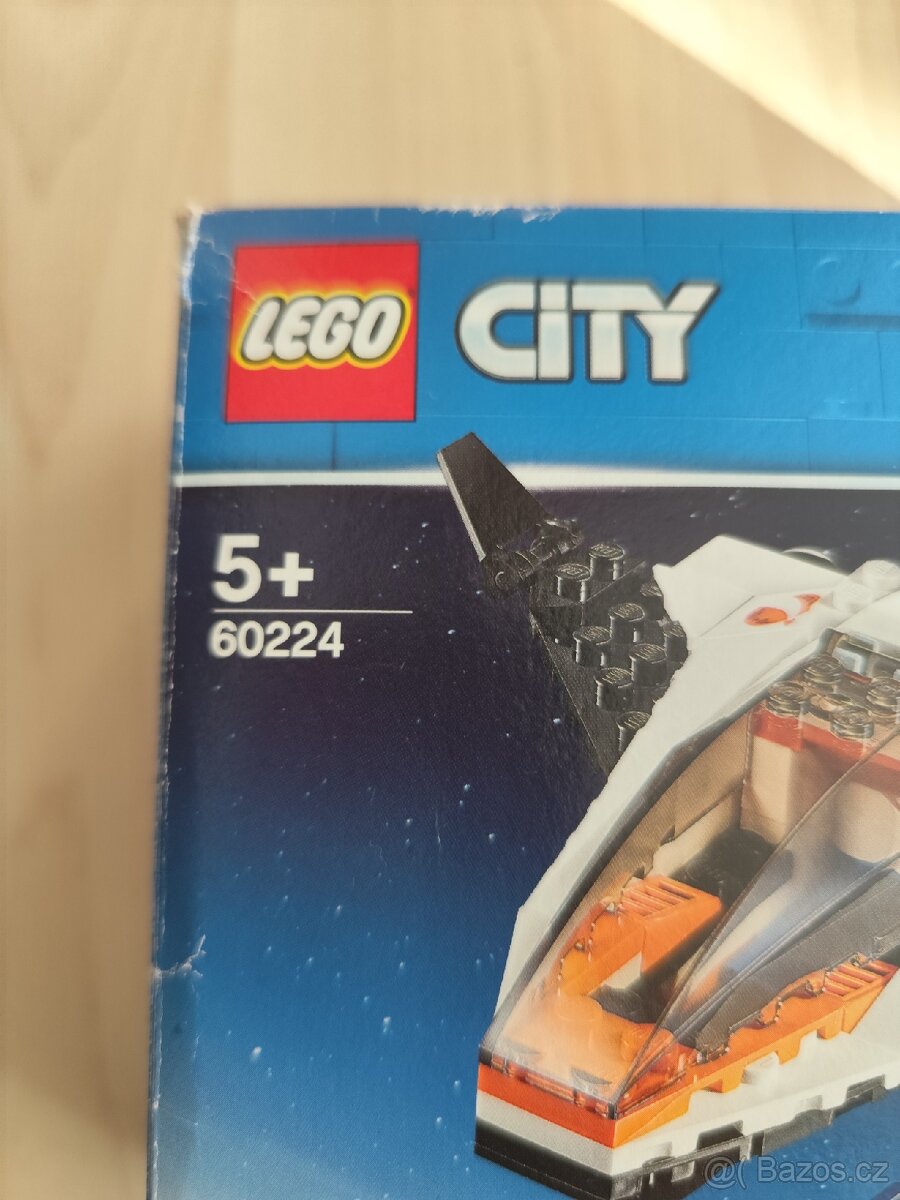 LEGO CITY
5+
60224
@( Bazos.cz